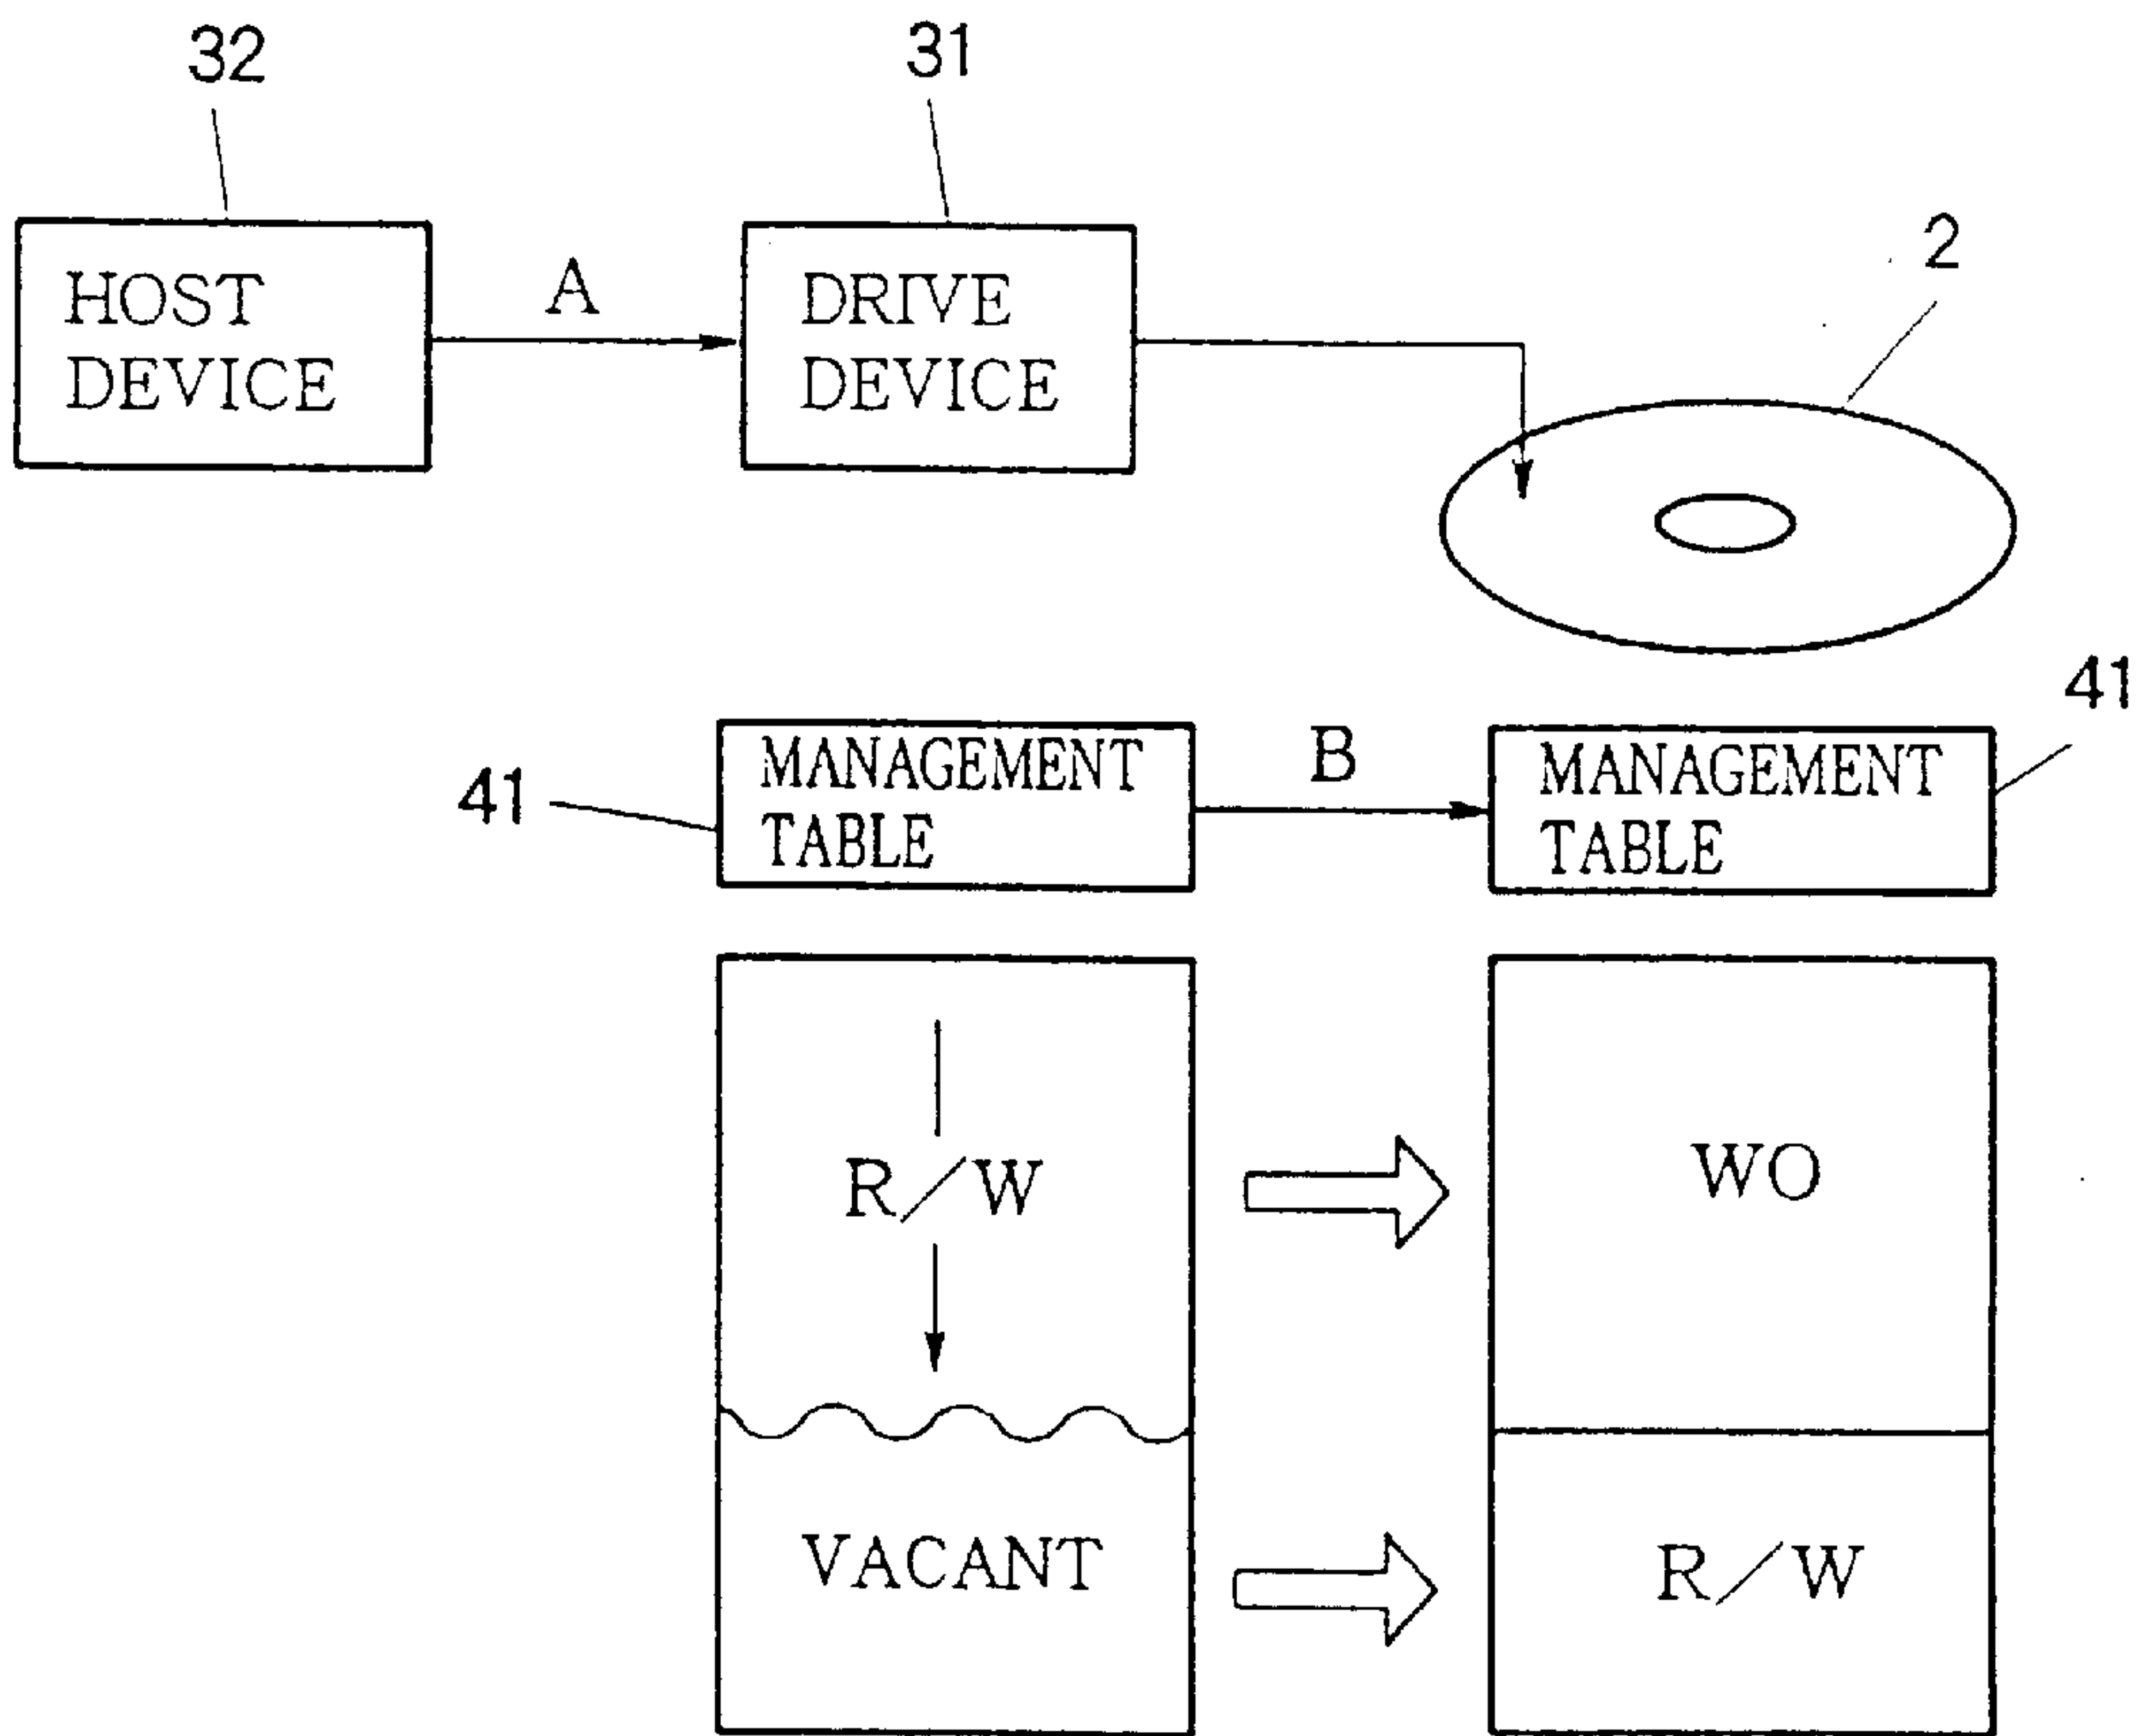 32
31
2
HOST
DEVICE
A
DRIVE
DEVICE
41
MANAGEMENT
TABLE
B
MANAGEMENT
TABLE
41
R/W
WO
VACANT
R/W